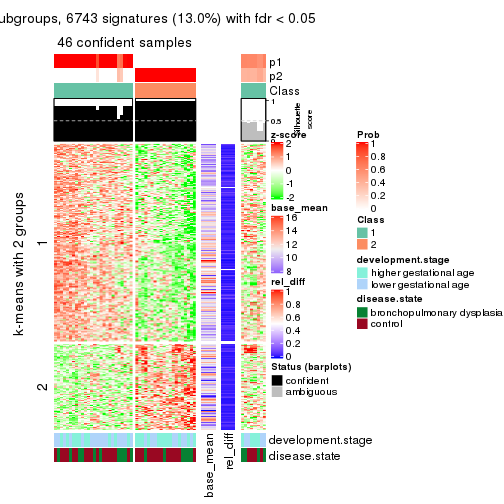 ubgroups, 6743 signatures (13.0%) with fdr < 0.05
46 confident samples
p1
p2
Class
1
0.5
0
Silhouette
score
k-means with 2 groups
1
2
z-score
2
1
0
-1
-2
base_mean
16
14
12
10
8
rel_diff
1
0.8
0.6
0.4
0.2
0
Status (barplots)
confident
ambiguous
Prob
1
0.8
0.6
0.4
0.2
0
Class
1
2
development.stage
higher gestational age
lower gestational age
disease.state
bronchopulmonary dysplasia
control
development.stage
disease.state
base_mean
rel_diff